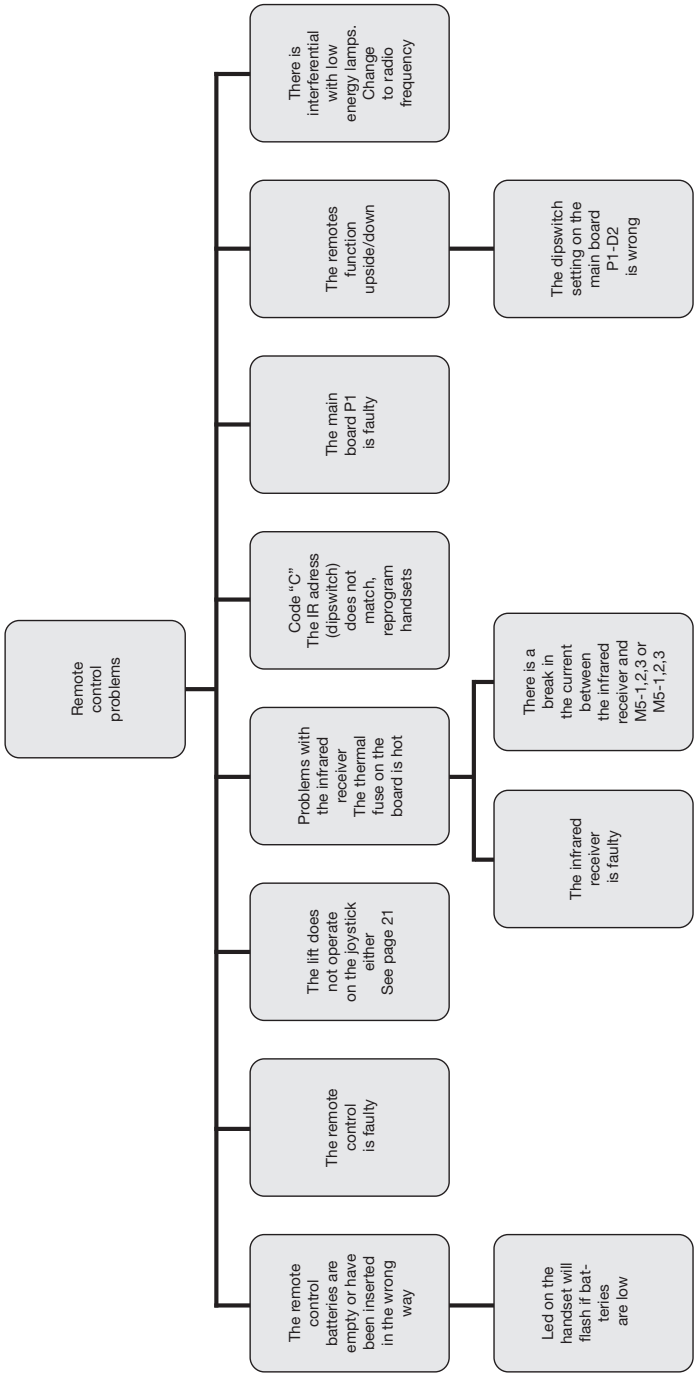 Remote
control
problems
The remote
control
batteries are
empty or have
been inserted
in the wrong
way
Led on the
handset will
flash if bat-
teries
are low
The remote
control
is faulty
The lift does
not operate
on the joystick
either
See page 21
Problems with
the infrared
receiver
The thermal
fuse on the
board is hot
The infrared
receiver
is faulty
There is a
break in
the current
between
the infrared
receiver and
M5-1,2,3 or
M5-1,2,3
Code “C”
The IR adress
(dipswitch)
does not
match,
reprogram
handsets
The main
board P1
is faulty
The remotes
function
upside/down
The dipswitch
setting on the
main board
P1-D2
is wrong
There is
interferential
with low
energy lamps.
Change
to radio
frequency